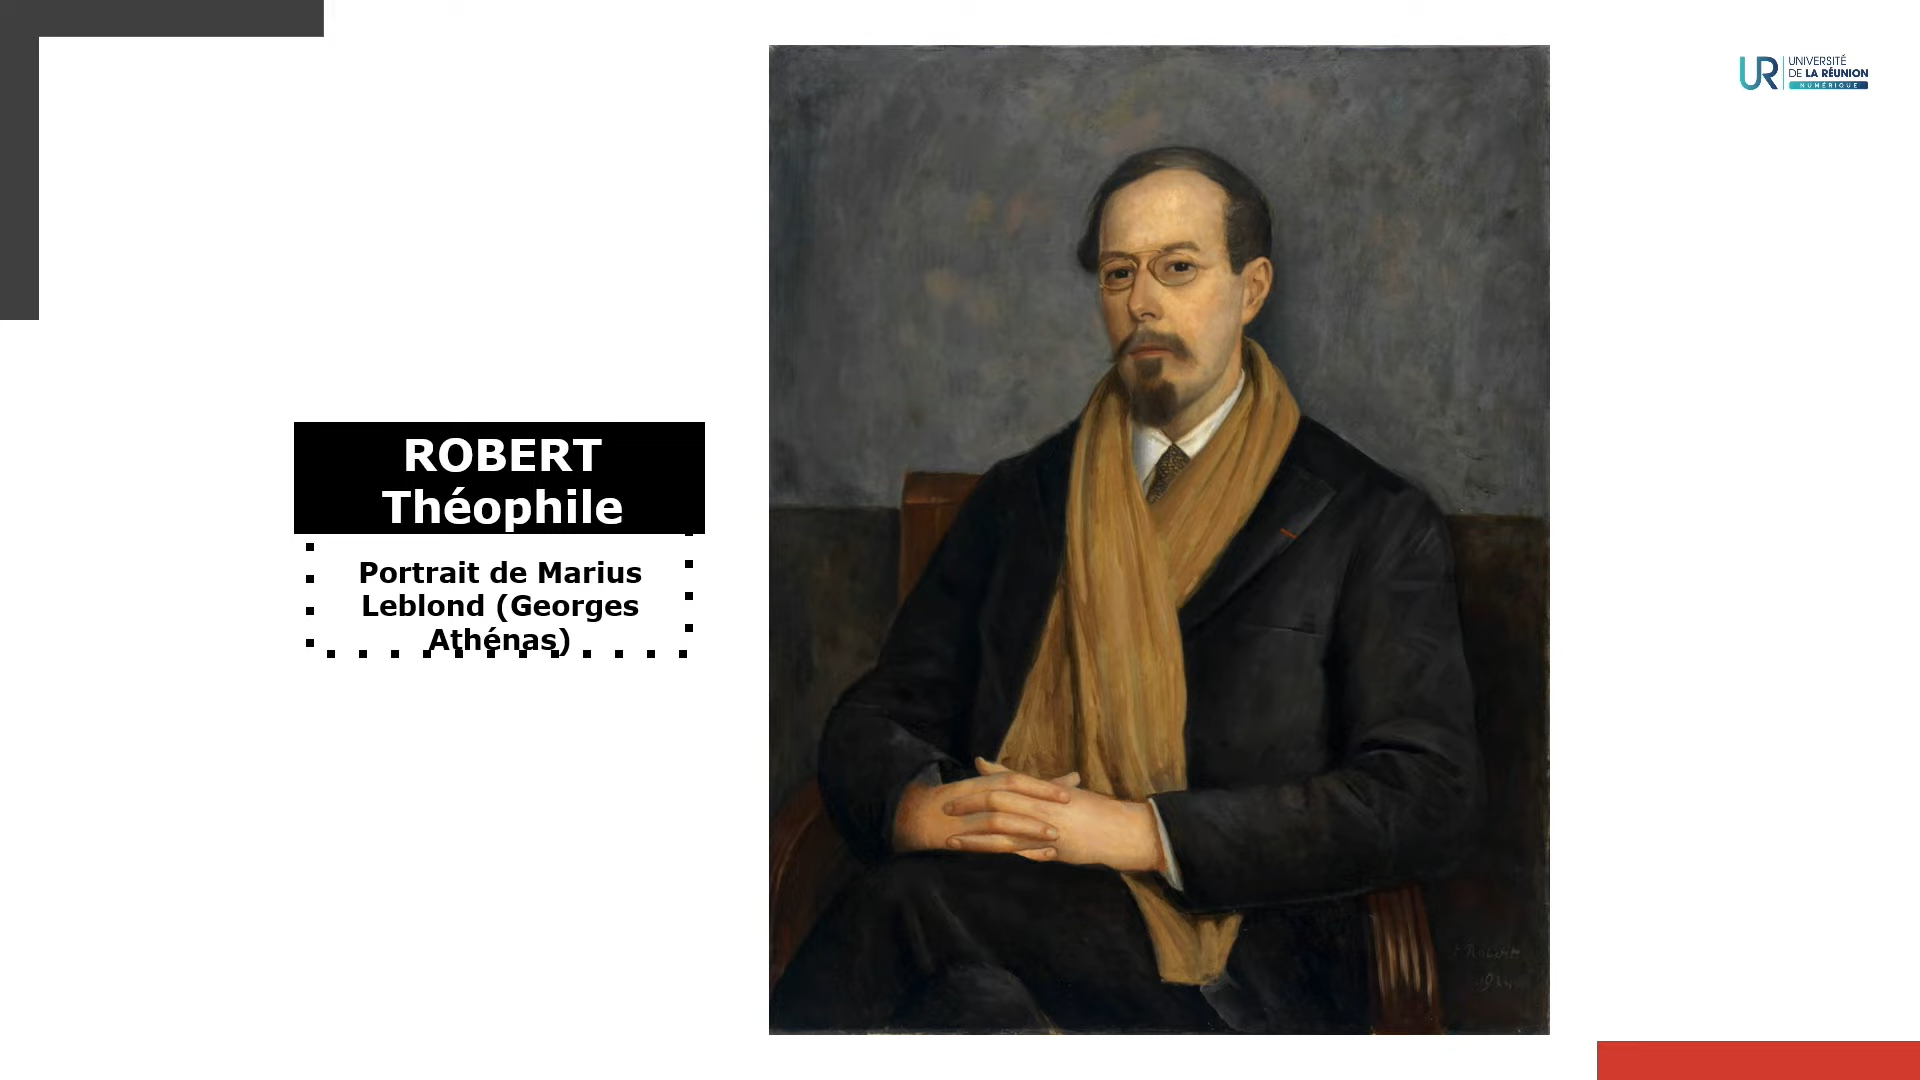 UNIVERSITÉ
DE LA RÉUNION
NUMÉRIQUE
ROBERT
Théophile
Portrait de Marius
Leblond (Georges
Athénas)